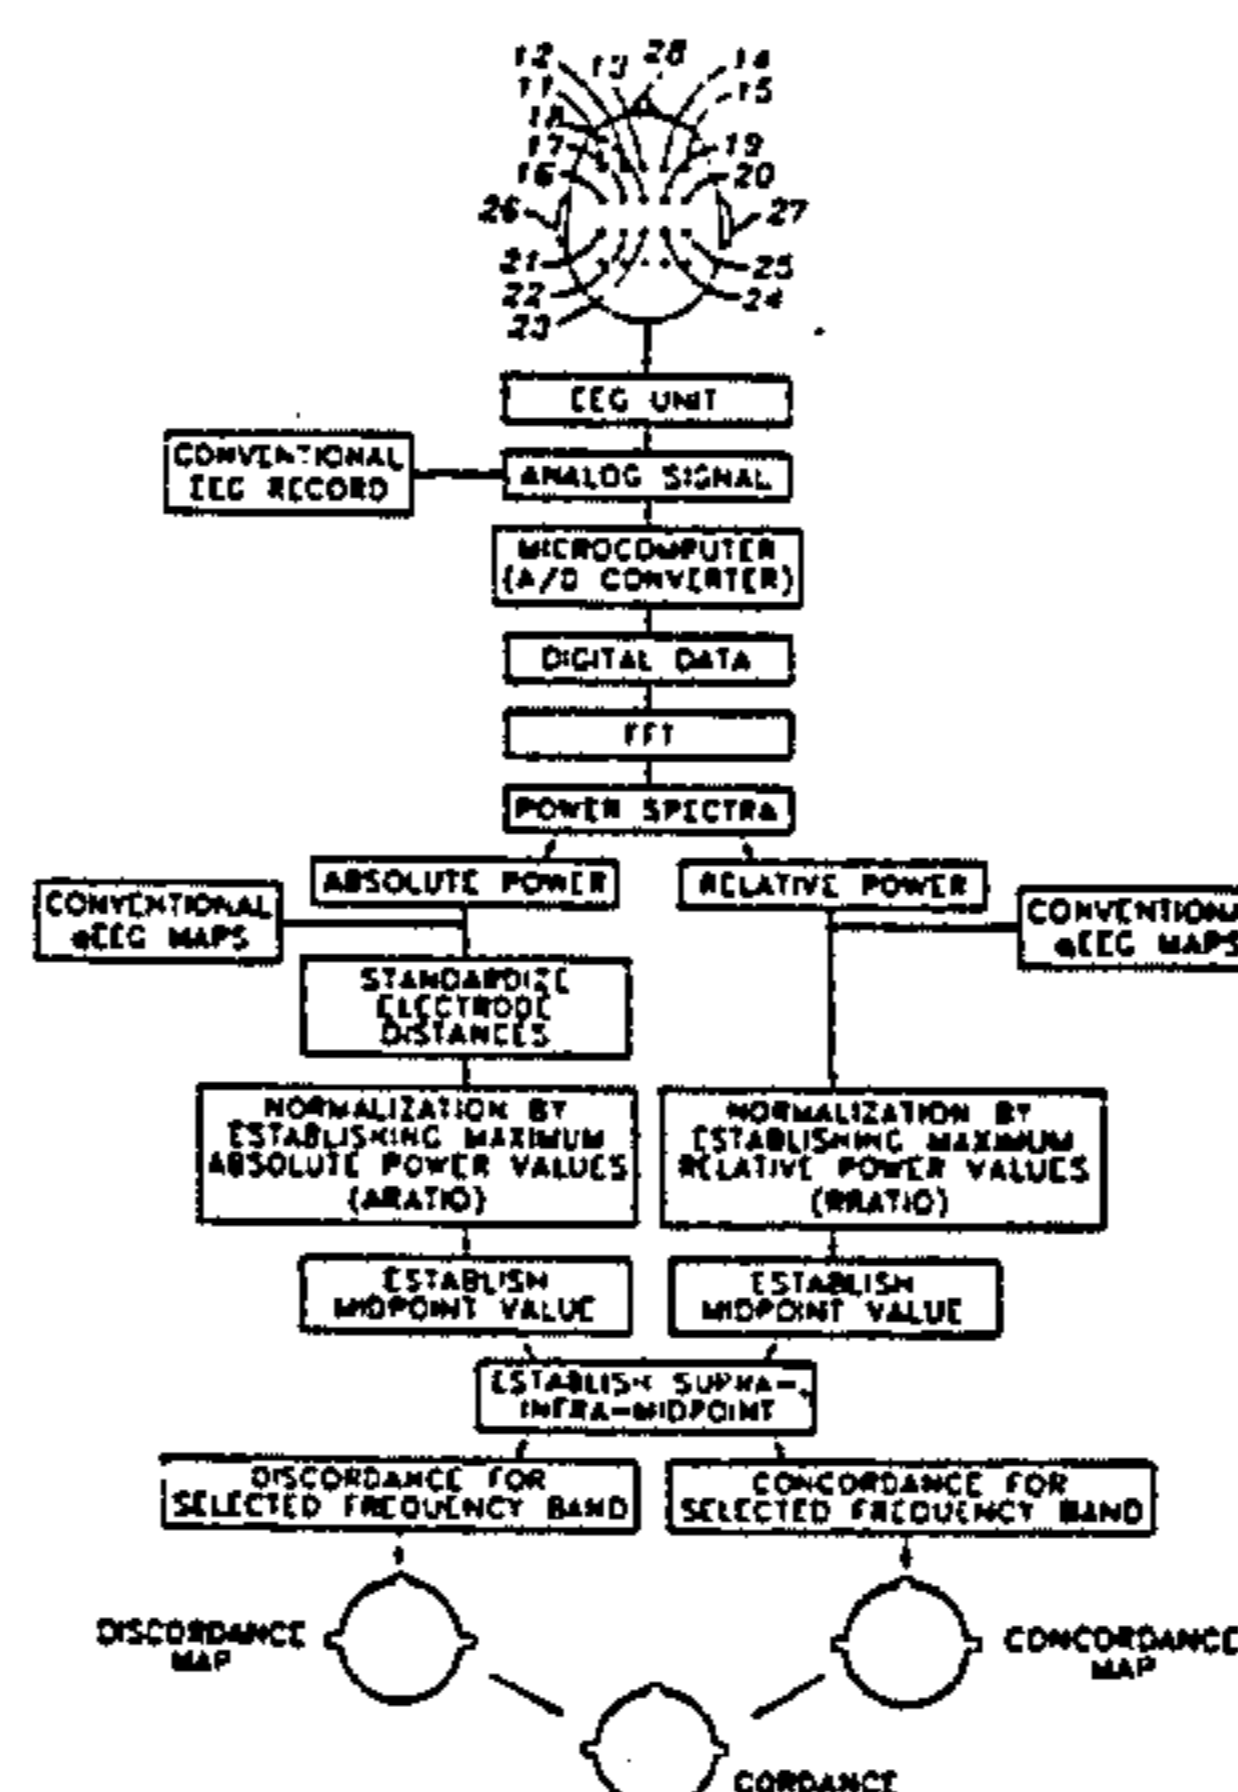 12 13 28 14
11 15
18
17 19
16 20
26 27
21 25
22 24
23
EEG UNIT
CONVENTIONAL
EEG RECORD
ANALOG SIGNAL
MICROCOMPUTER
(A/D CONVERTER)
DIGITAL DATA
FFT
POWER SPECTRA
ABSOLUTE POWER
RELATIVE POWER
CONVENTIONAL
qEEG MAPS
CONVENTIONA
qEEG MAPS
STANDARDIZE
ELECTRODE
DISTANCES
NORMALIZATION BY
ESTABLISHING MAXIMUM
ABSOLUTE POWER VALUES
(ARATIO)
NORMALIZATION BY
ESTABLISHING MAXIMUM
RELATIVE POWER VALUES
(RRATIO)
ESTABLISH
MIDPOINT VALUE
ESTABLISH
MIDPOINT VALUE
ESTABLISH SUPRA-
INFRA-MIDPOINT
DISCORDANCE FOR
SELECTED FREQUENCY BAND
CONCORDANCE FOR
SELECTED FREQUENCY BAND
DISCORDANCE
MAP
CONCORDANCE
MAP
CORDANCE